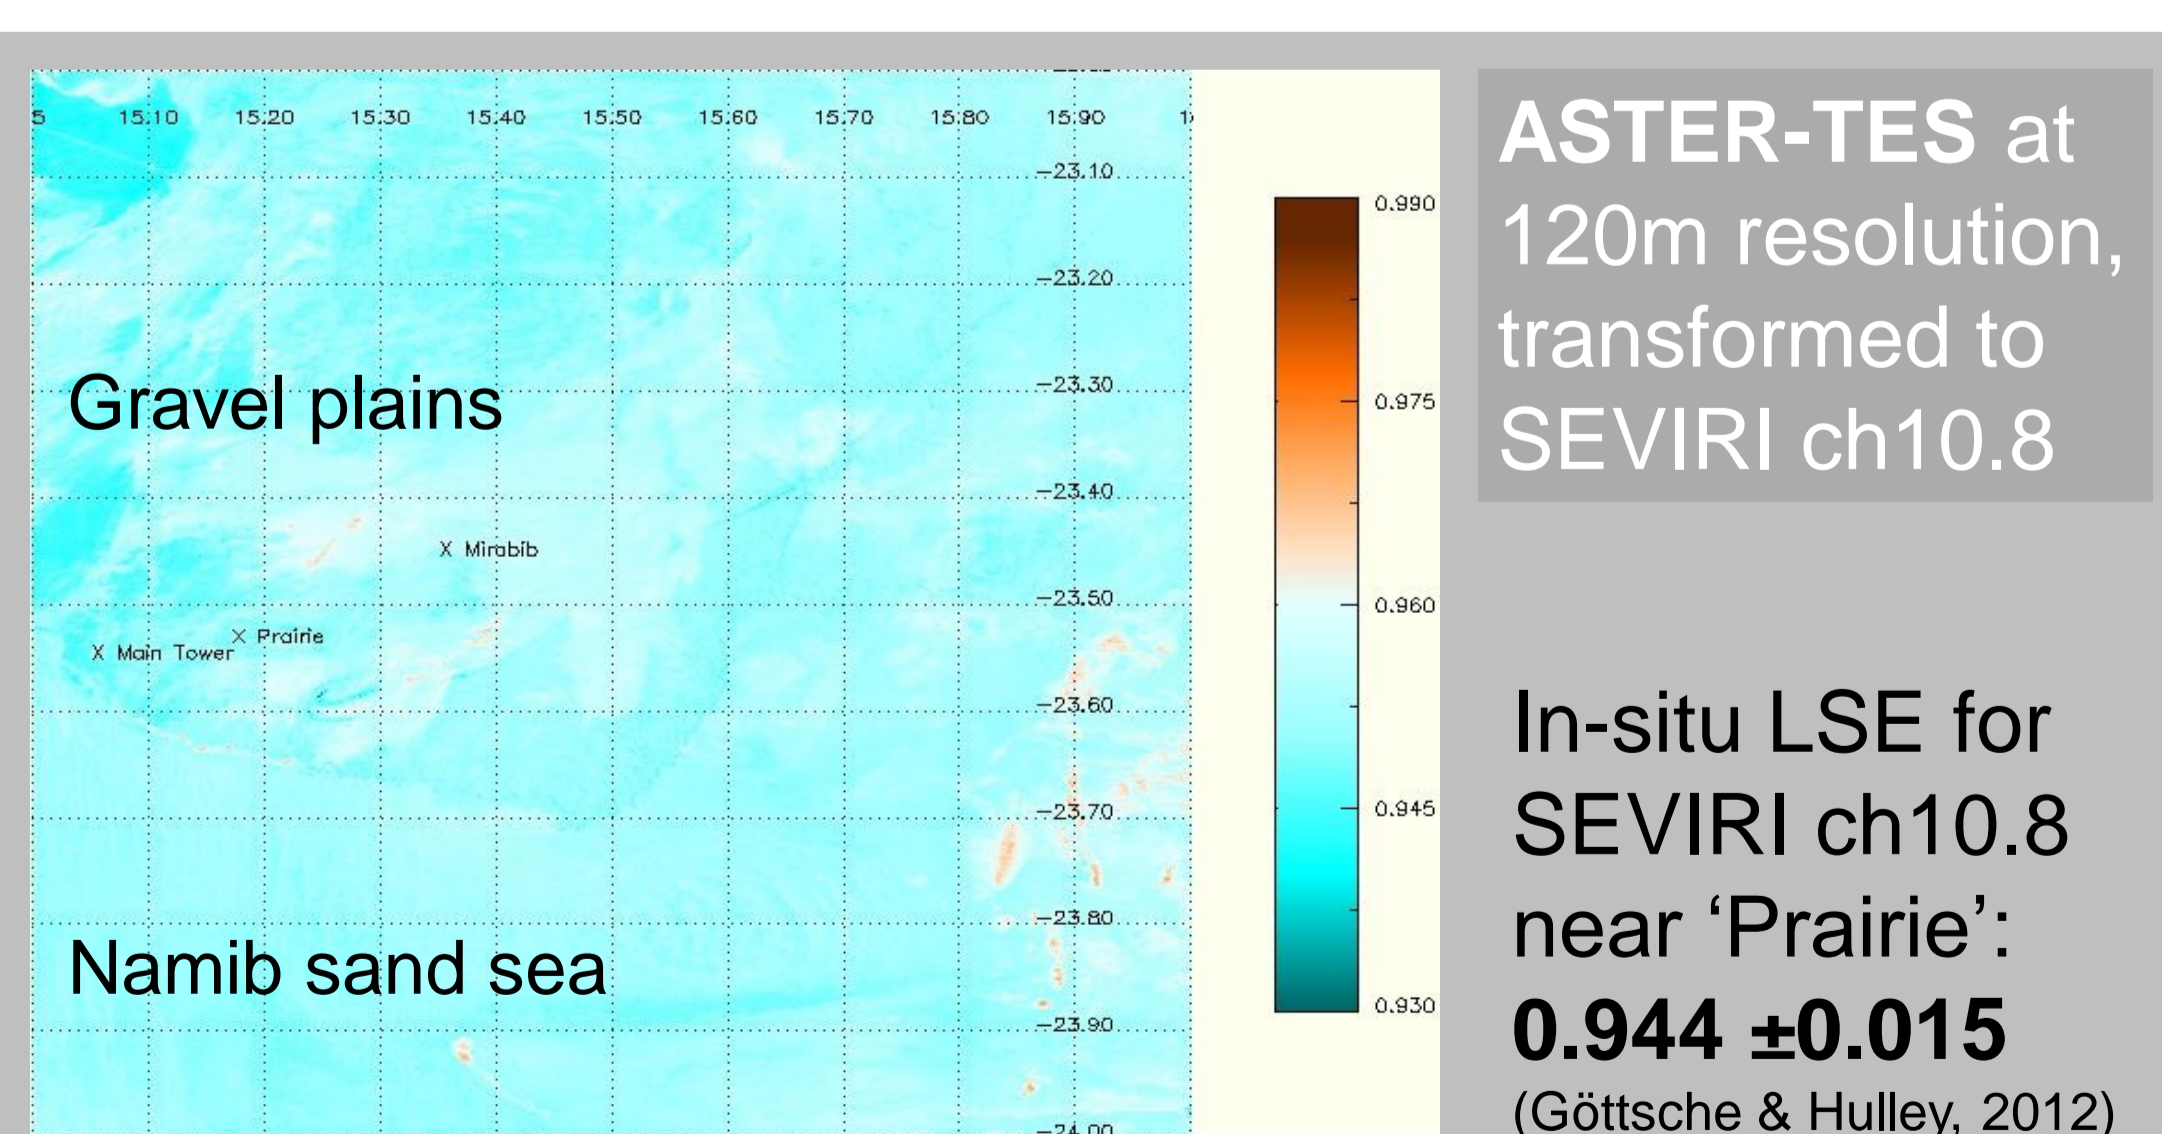 15.10 15.20 15.30 15.40 15.50 15.60 15.70 15.80 15.90
−23.10
−23.20
−23.30
−23.40
−23.50
−23.60
−23.70
−23.80
−23.90
−24.00
Gravel plains
X Mirabib
X Prairie
X Main Tower
Namib sand sea
0.990
0.975
0.960
0.945
0.930
ASTER-TES at
120m resolution,
transformed to
SEVIRI ch10.8
In-situ LSE for
SEVIRI ch10.8
near ‘Prairie’:
0.944 ±0.015
(Göttsche & Hulley, 2012)